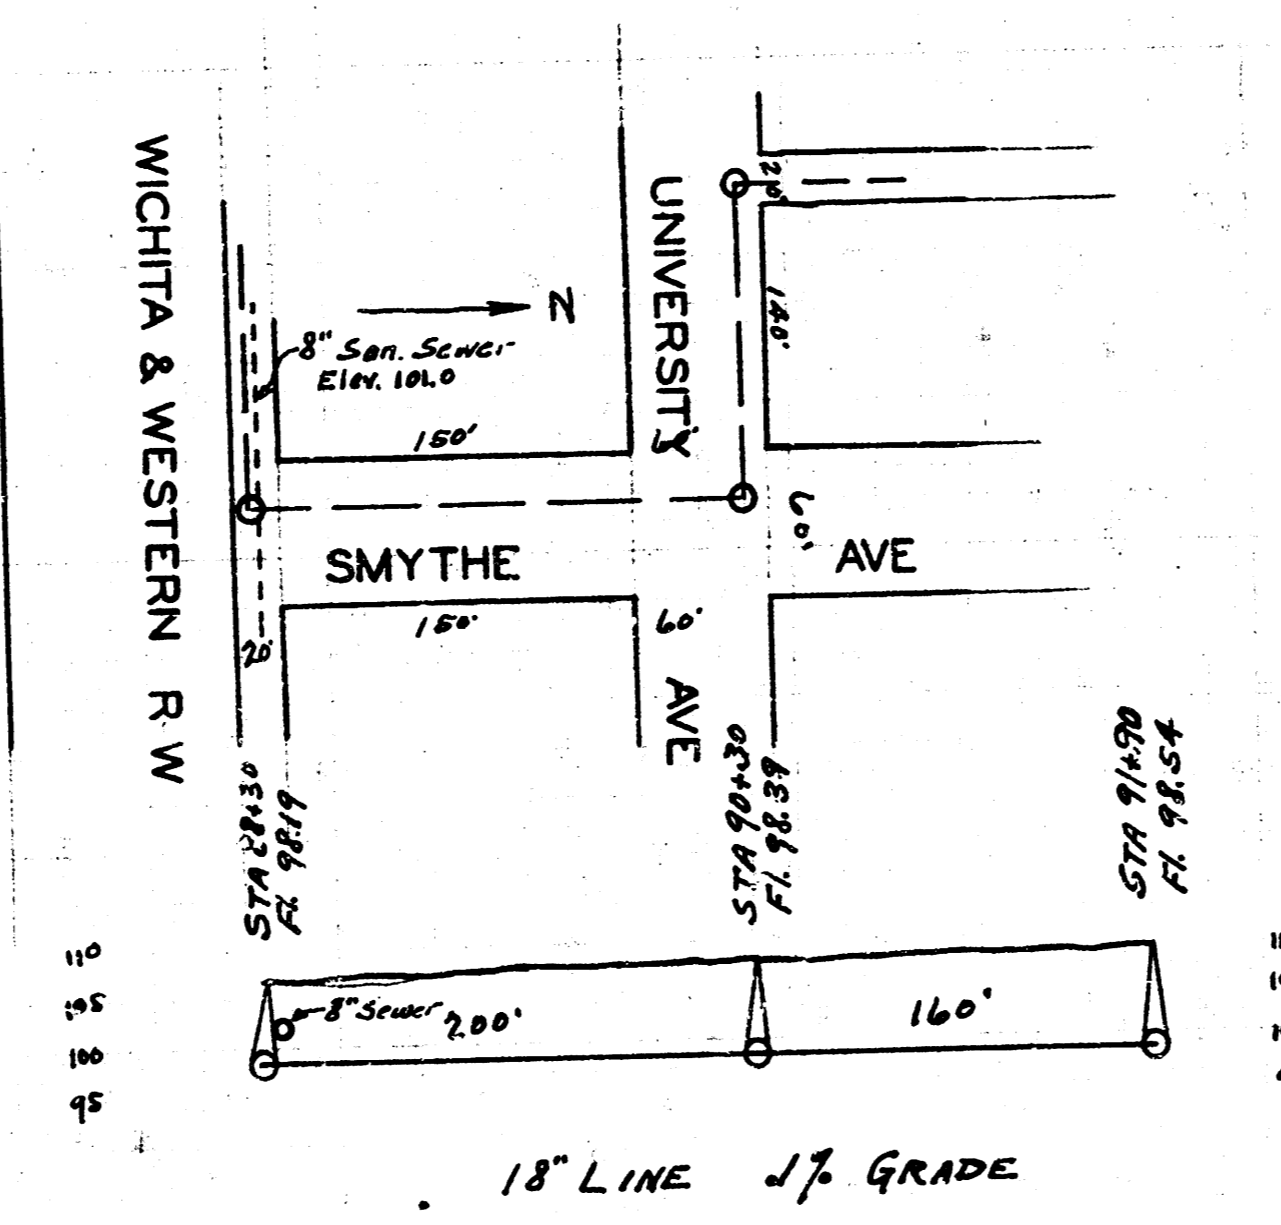 WICHITA & WESTERN R W
UNIVERSITY AVE
20'
140'
N
8" San. Sewer
Elev. 101.0
150'
60'
SMYTHE AVE
150'
60'
20'
STA 88+30
Fl. 98.19
STA 90+30
Fl. 98.39
STA 91+90
Fl. 98.54
110
105
100
95
8" Sewer
200'
160'
18" LINE .1% GRADE